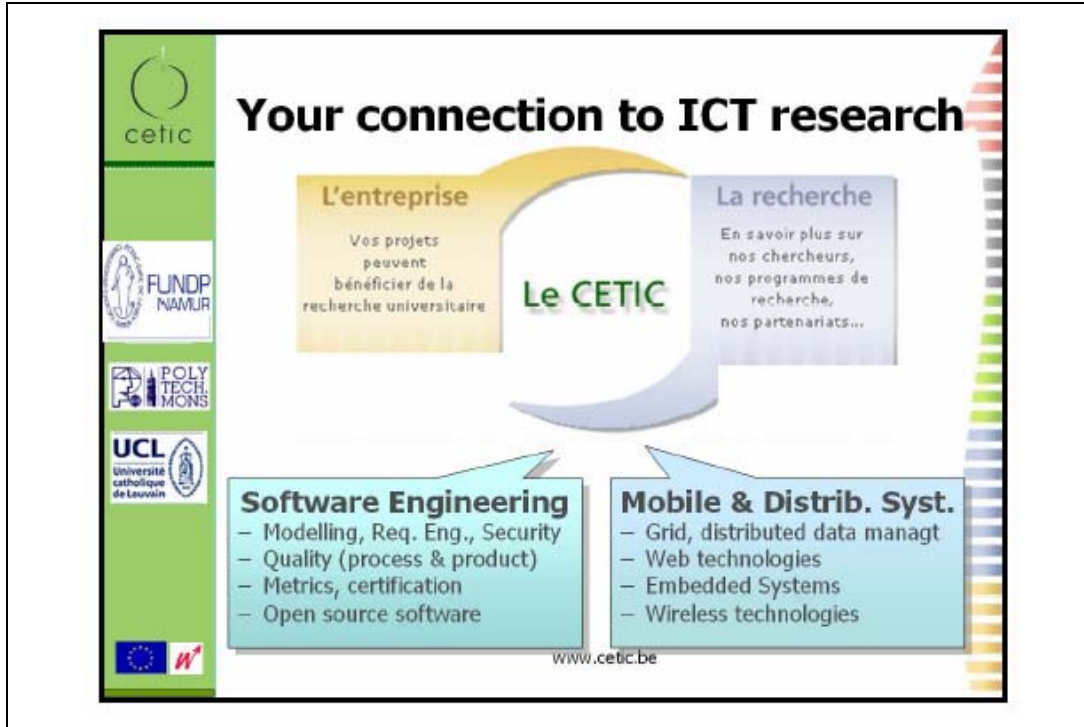 cetic
Your connection to ICT research
L'entreprise
Vos projets
peuvent
bénéficier de la
recherche universitaire
Le CETIC
La recherche
En savoir plus sur
nos chercheurs,
nos programmes de
recherche,
nos partenariats...
FUNDP
NAMUR
POLY
TECH.
MONS
UCL
Université
catholique
de Louvain
Software Engineering
– Modelling, Req. Eng., Security
– Quality (process & product)
– Metrics, certification
– Open source software
Mobile & Distrib. Syst.
– Grid, distributed data managt
– Web technologies
– Embedded Systems
– Wireless technologies
www.cetic.be